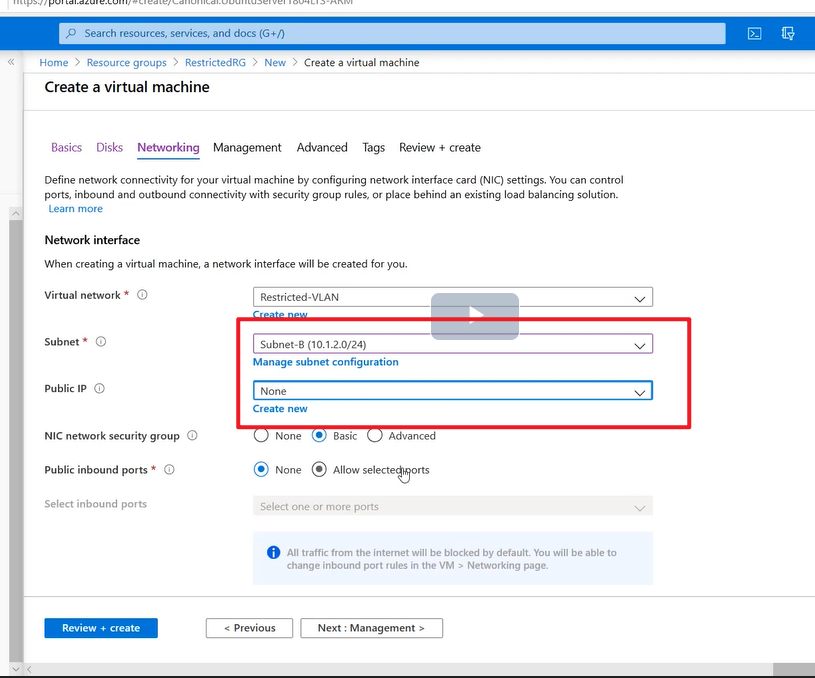 https://portal.azure.com/#create/Canonical.UbuntuServer1804LTS-ARM
Search resources, services, and docs (G+/)
Home > Resource groups > RestrictedRG > New > Create a virtual machine
Create a virtual machine
Basics Disks Networking Management Advanced Tags Review + create
Define network connectivity for your virtual machine by configuring network interface card (NIC) settings. You can control
ports, inbound and outbound connectivity with security group rules, or place behind an existing load balancing solution.
Learn more
Network interface
When creating a virtual machine, a network interface will be created for you.
Virtual network *
Restricted-VLAN
Create new
Subnet *
Subnet-B (10.1.2.0/24)
Manage subnet configuration
Public IP
None
Create new
NIC network security group
None Basic Advanced
Public inbound ports *
None Allow selected ports
Select inbound ports
Select one or more ports
All traffic from the internet will be blocked by default. You will be able to
change inbound port rules in the VM > Networking page.
Review + create
< Previous
Next : Management >